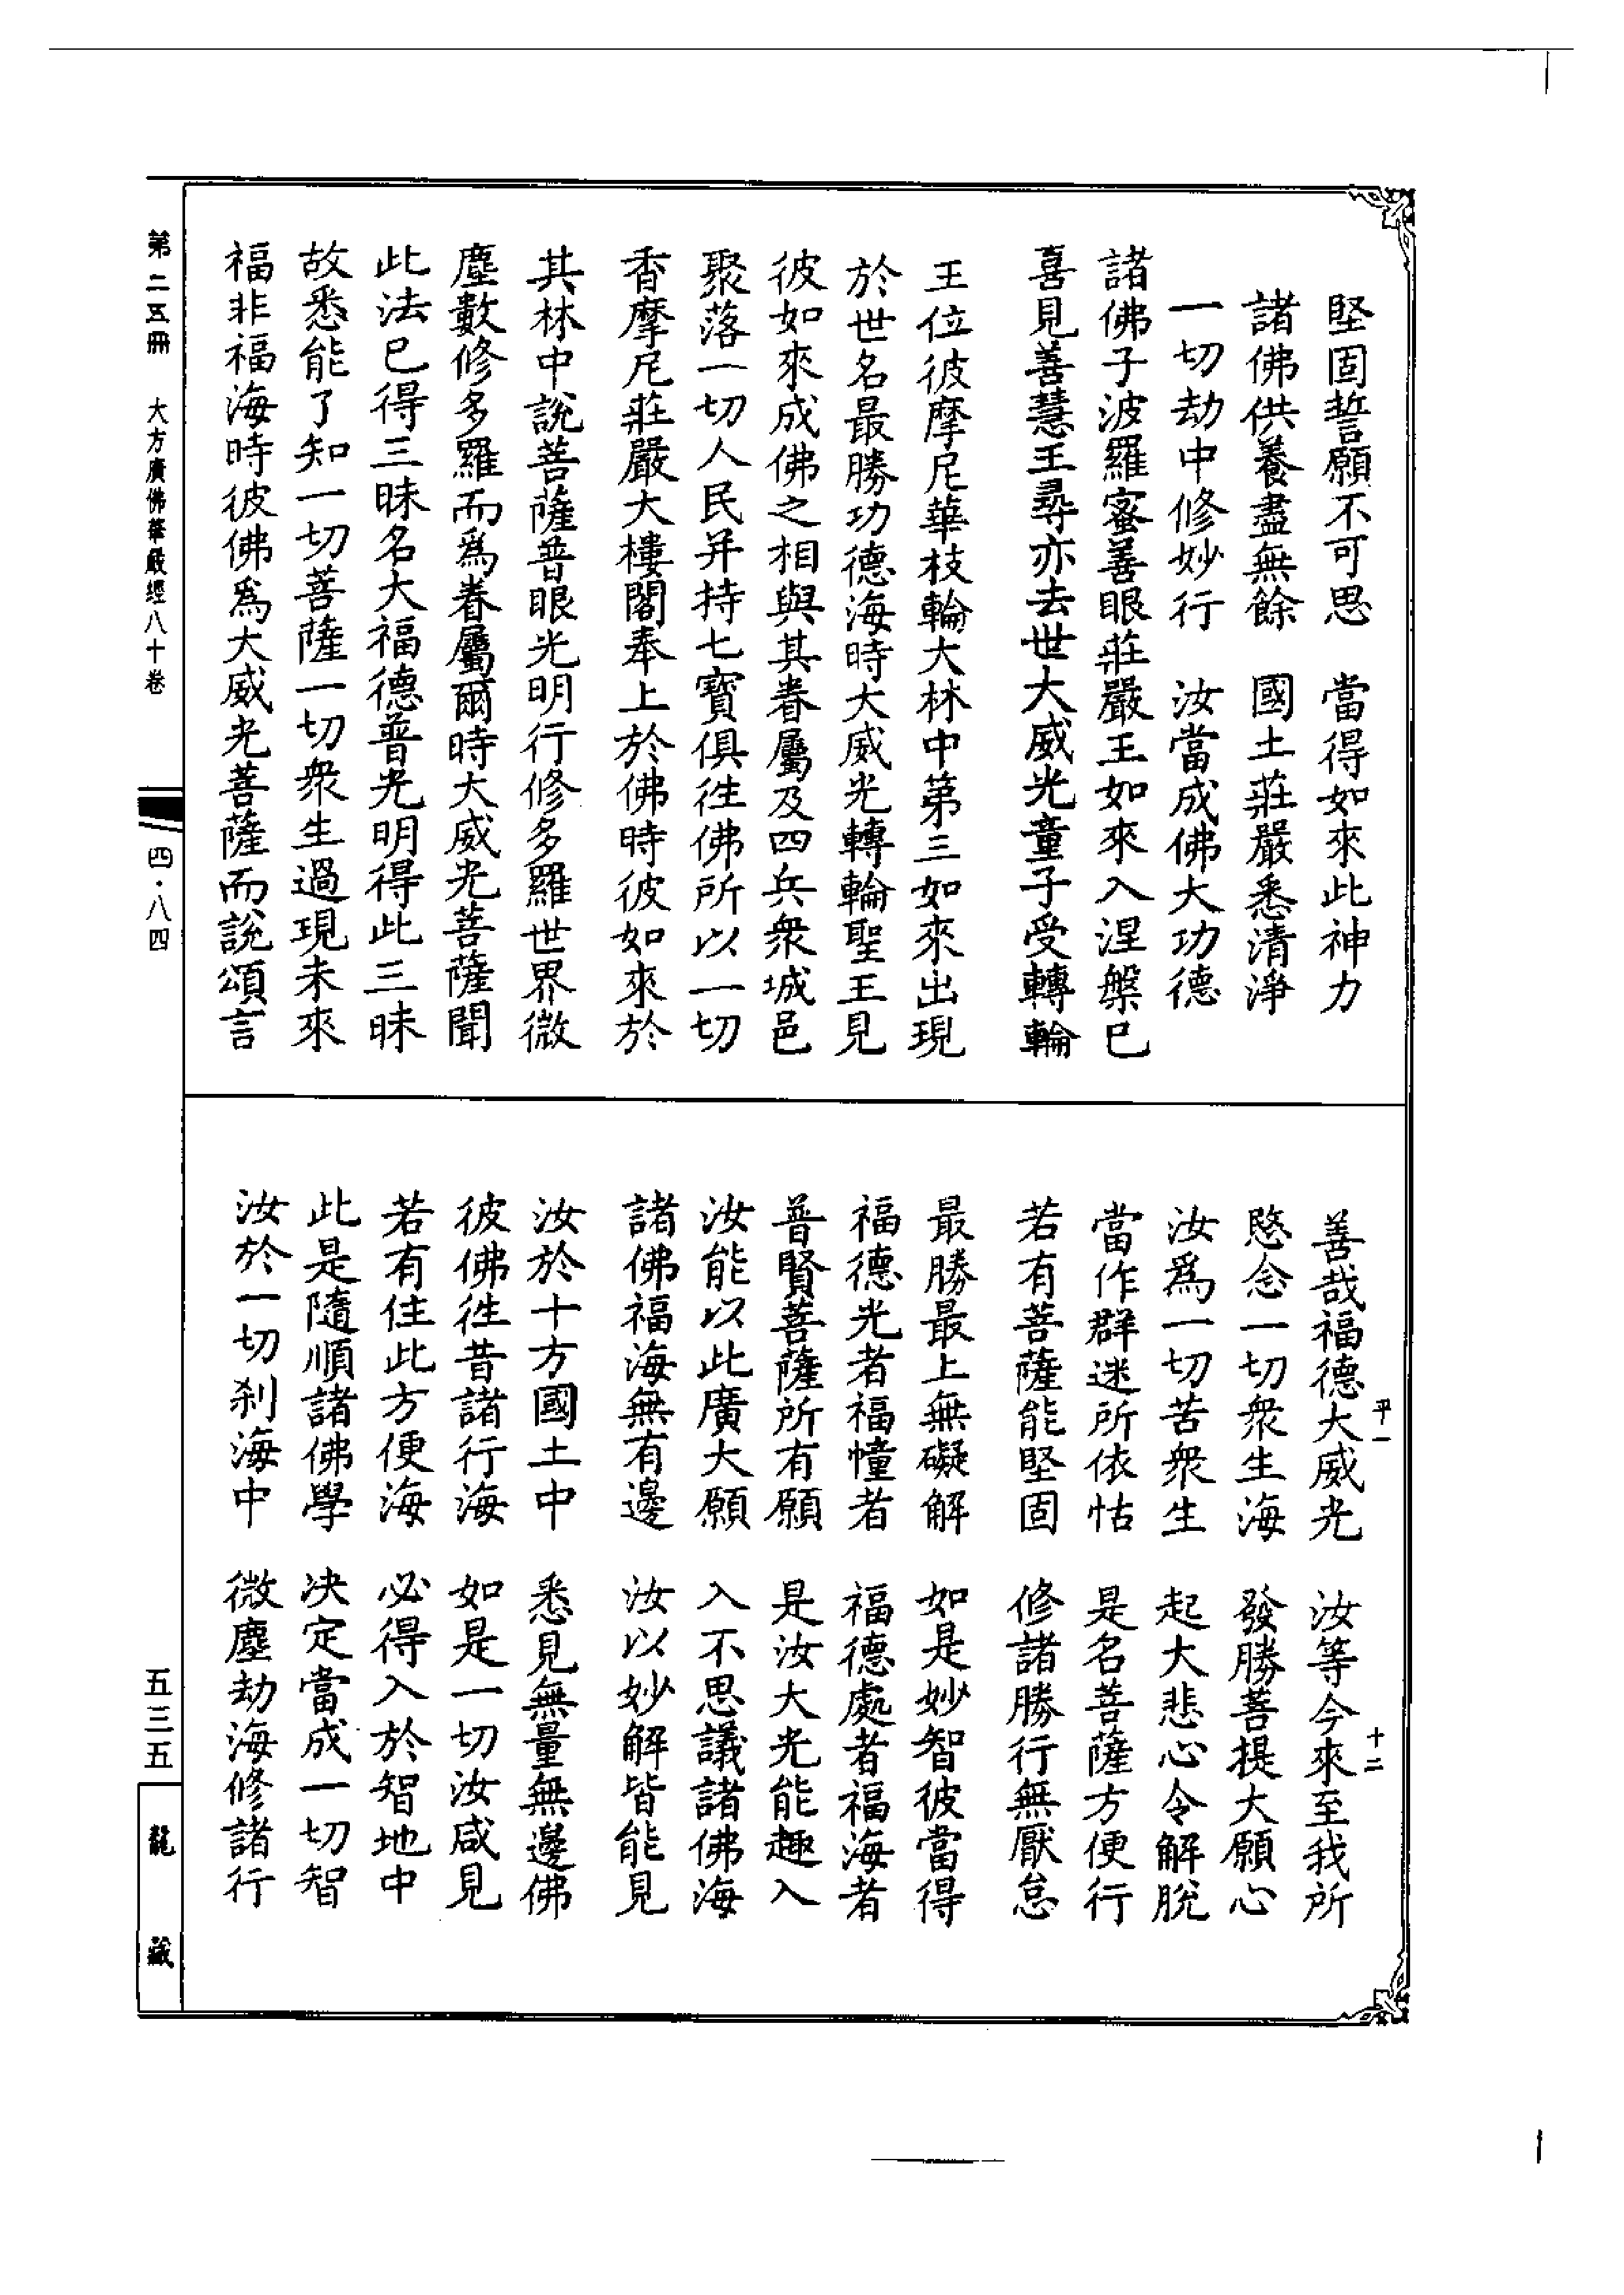 堅固誓願不可思　當得如來此神力
諸佛供養盡無餘　國土莊嚴悉清淨
一切劫中修妙行　汝當成佛大功德
諸佛子波羅蜜善眼莊嚴王如來入涅槃已
喜見善慧王尋亦去世大威光童子受轉輪
王位彼摩尼華枝輪大林中第三如來出現
於世名最勝功德海時大威光轉輪聖王見
彼如來成佛之相與其眷屬及四兵衆城邑
聚落一切人民并持七寶俱往佛所以一切
香摩尼莊嚴大樓閣奉上於佛時彼如來於
其林中說菩薩普眼光明行修多羅世界微
塵數修多羅而爲眷屬爾時大威光菩薩聞
此法已得三昧名大福德普光明得此三昧
故悉能了知一切菩薩一切衆生過現未來
福非福海時彼佛爲大威光菩薩而說頌言
善哉福德大威光　汝等今來至我所
愍念一切衆生海　發勝菩提大願心
汝爲一切苦衆生　起大悲心令解脫
當作群迷所依怙　是名菩薩方便行
若有菩薩能堅固　修諸勝行無厭怠
最勝最上無礙解　如是妙智彼當得
福德光者福幢者　福德處者福海者
普賢菩薩所有願　是汝大光能趣入
汝能以此廣大願　入不思議諸佛海
諸佛福海無有邊　汝以妙解皆能見
汝於十方國土中　悉見無量無邊佛
彼佛往昔諸行海　如是一切汝咸見
若有住此方便海　必得入於智地中
此是隨順諸佛學　決定當成一切智
汝於一切刹海中　微塵劫海修諸行
平一
十二
第二五冊　大方廣佛華嚴經八十卷
四·八四
五三五
龍藏